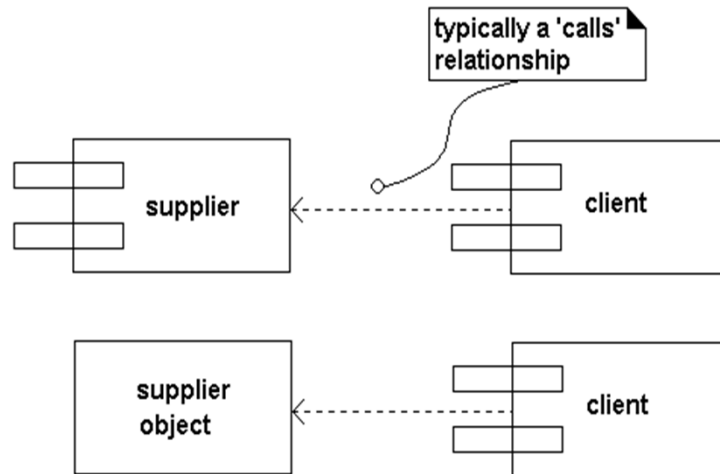 typically a 'calls'
relationship
supplier
client
supplier
object
client